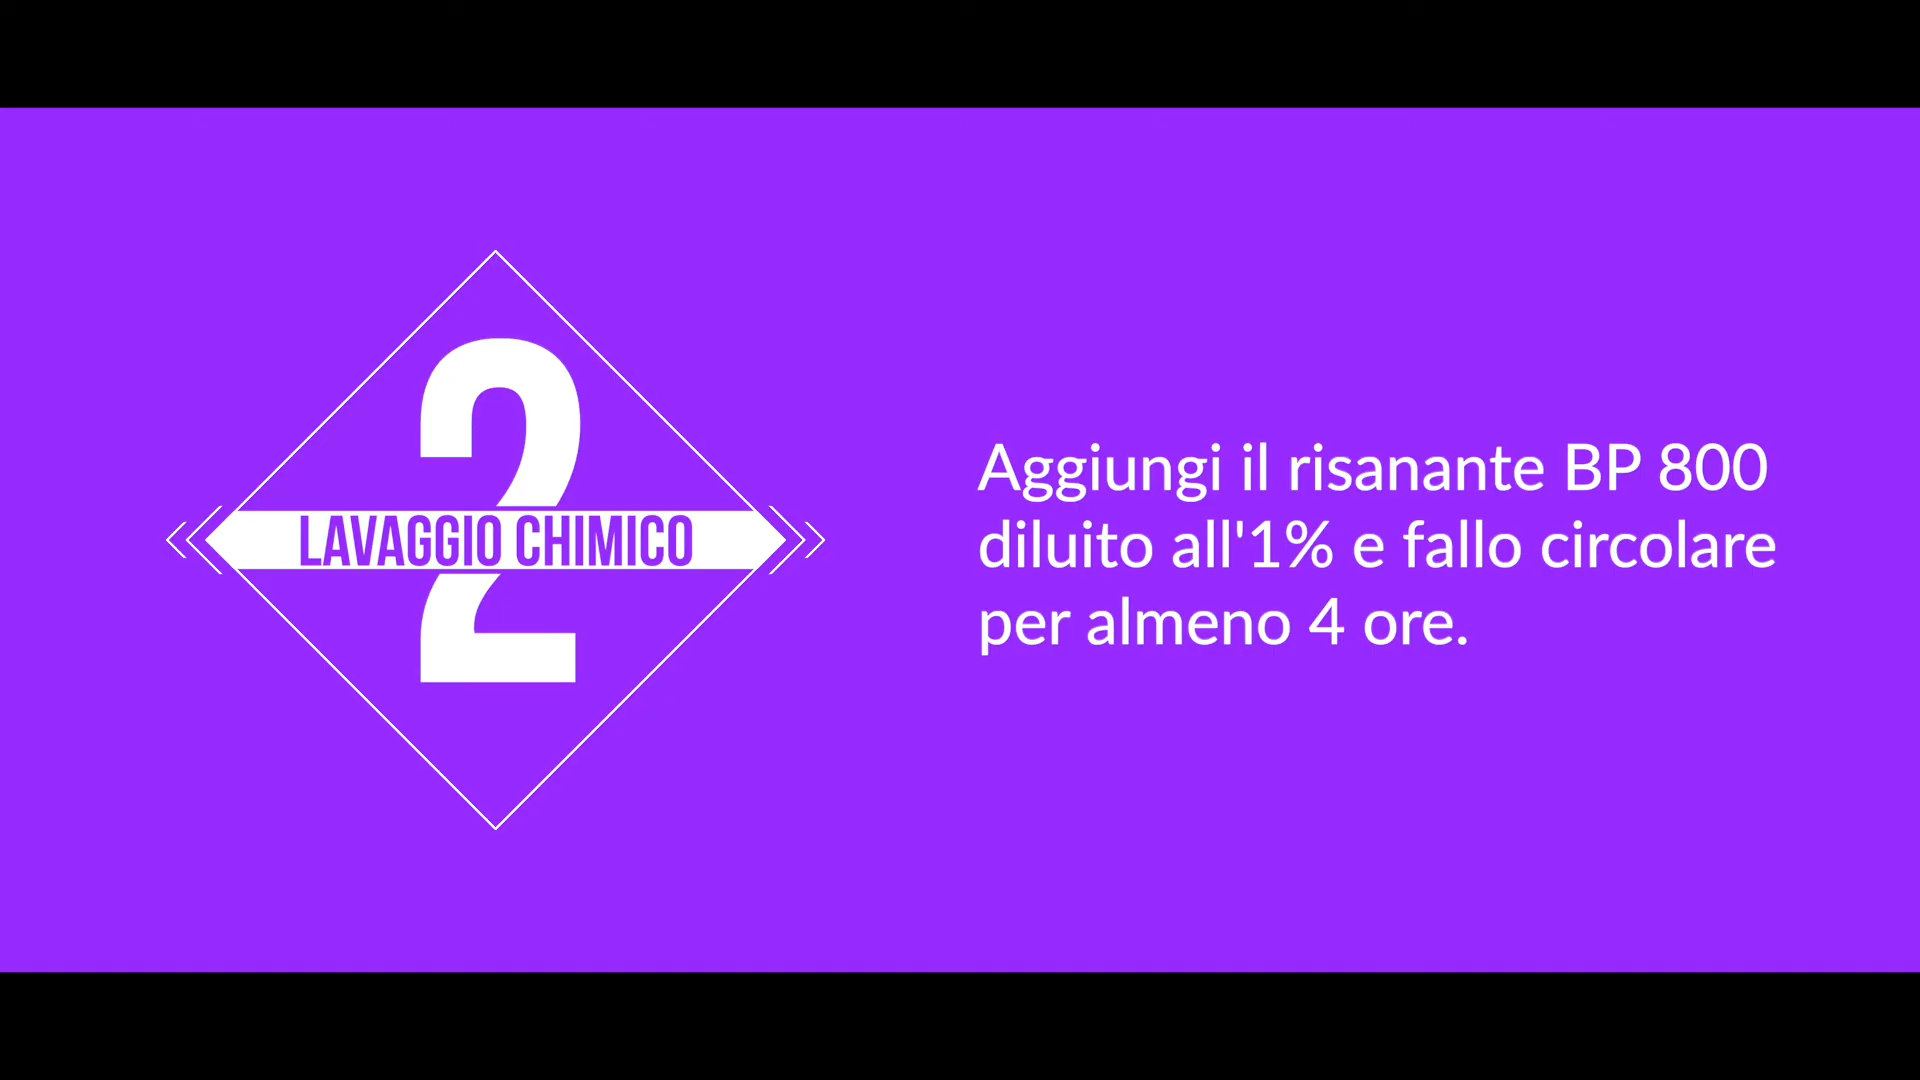 2
LAVAGGIO CHIMICO
Aggiungi il risanante BP 800
diluito all'1% e fallo circolare
per almeno 4 ore.